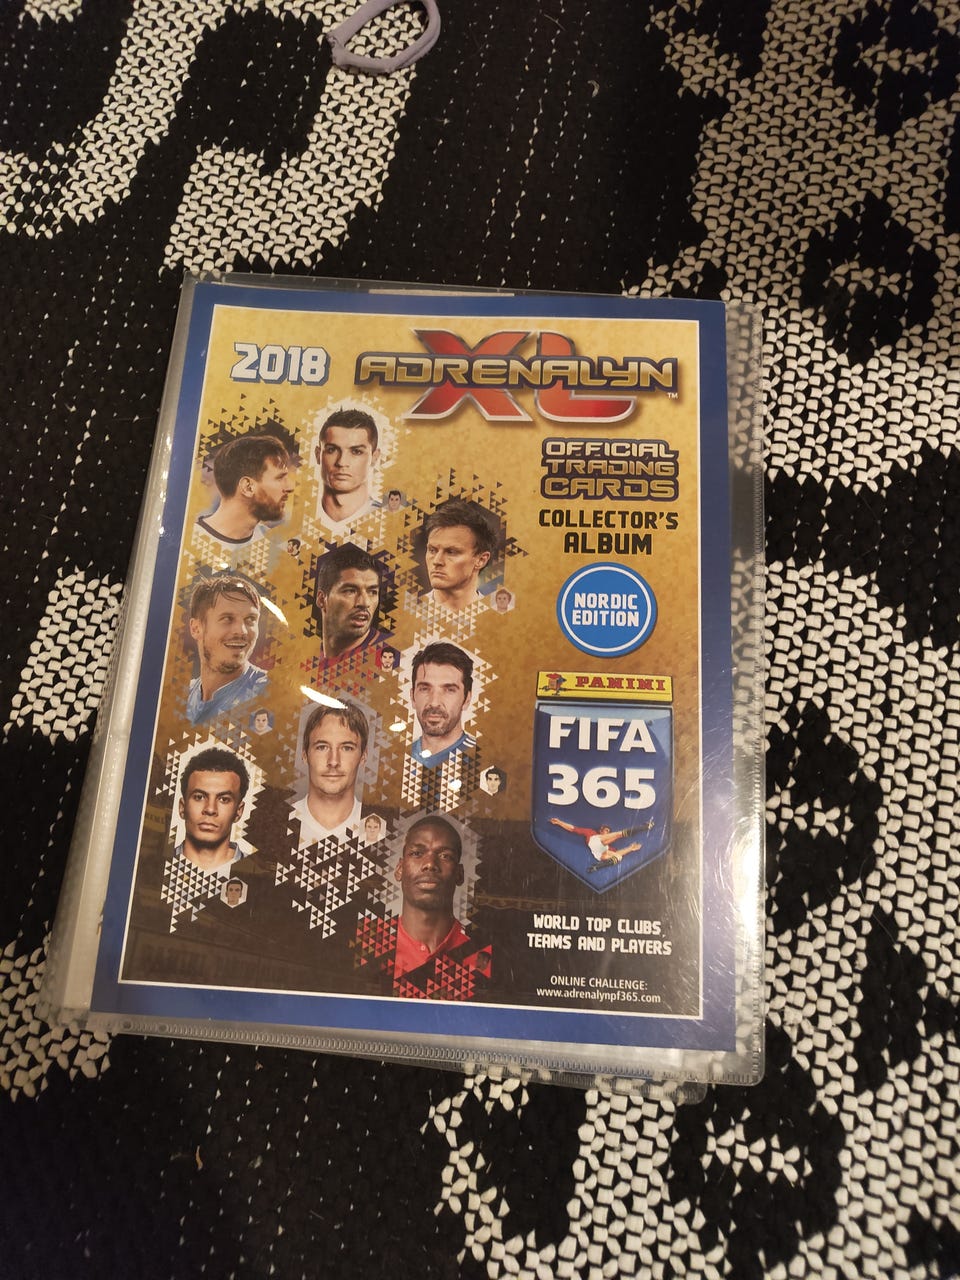 2018
ADRENALYN
XL™
OFFICIAL
TRADING
CARDS
COLLECTOR'S
ALBUM
NORDIC
EDITION
PANINI
FIFA
365
WORLD TOP CLUBS,
TEAMS AND PLAYERS
ONLINE CHALLENGE:
www.adrenalynpf365.com